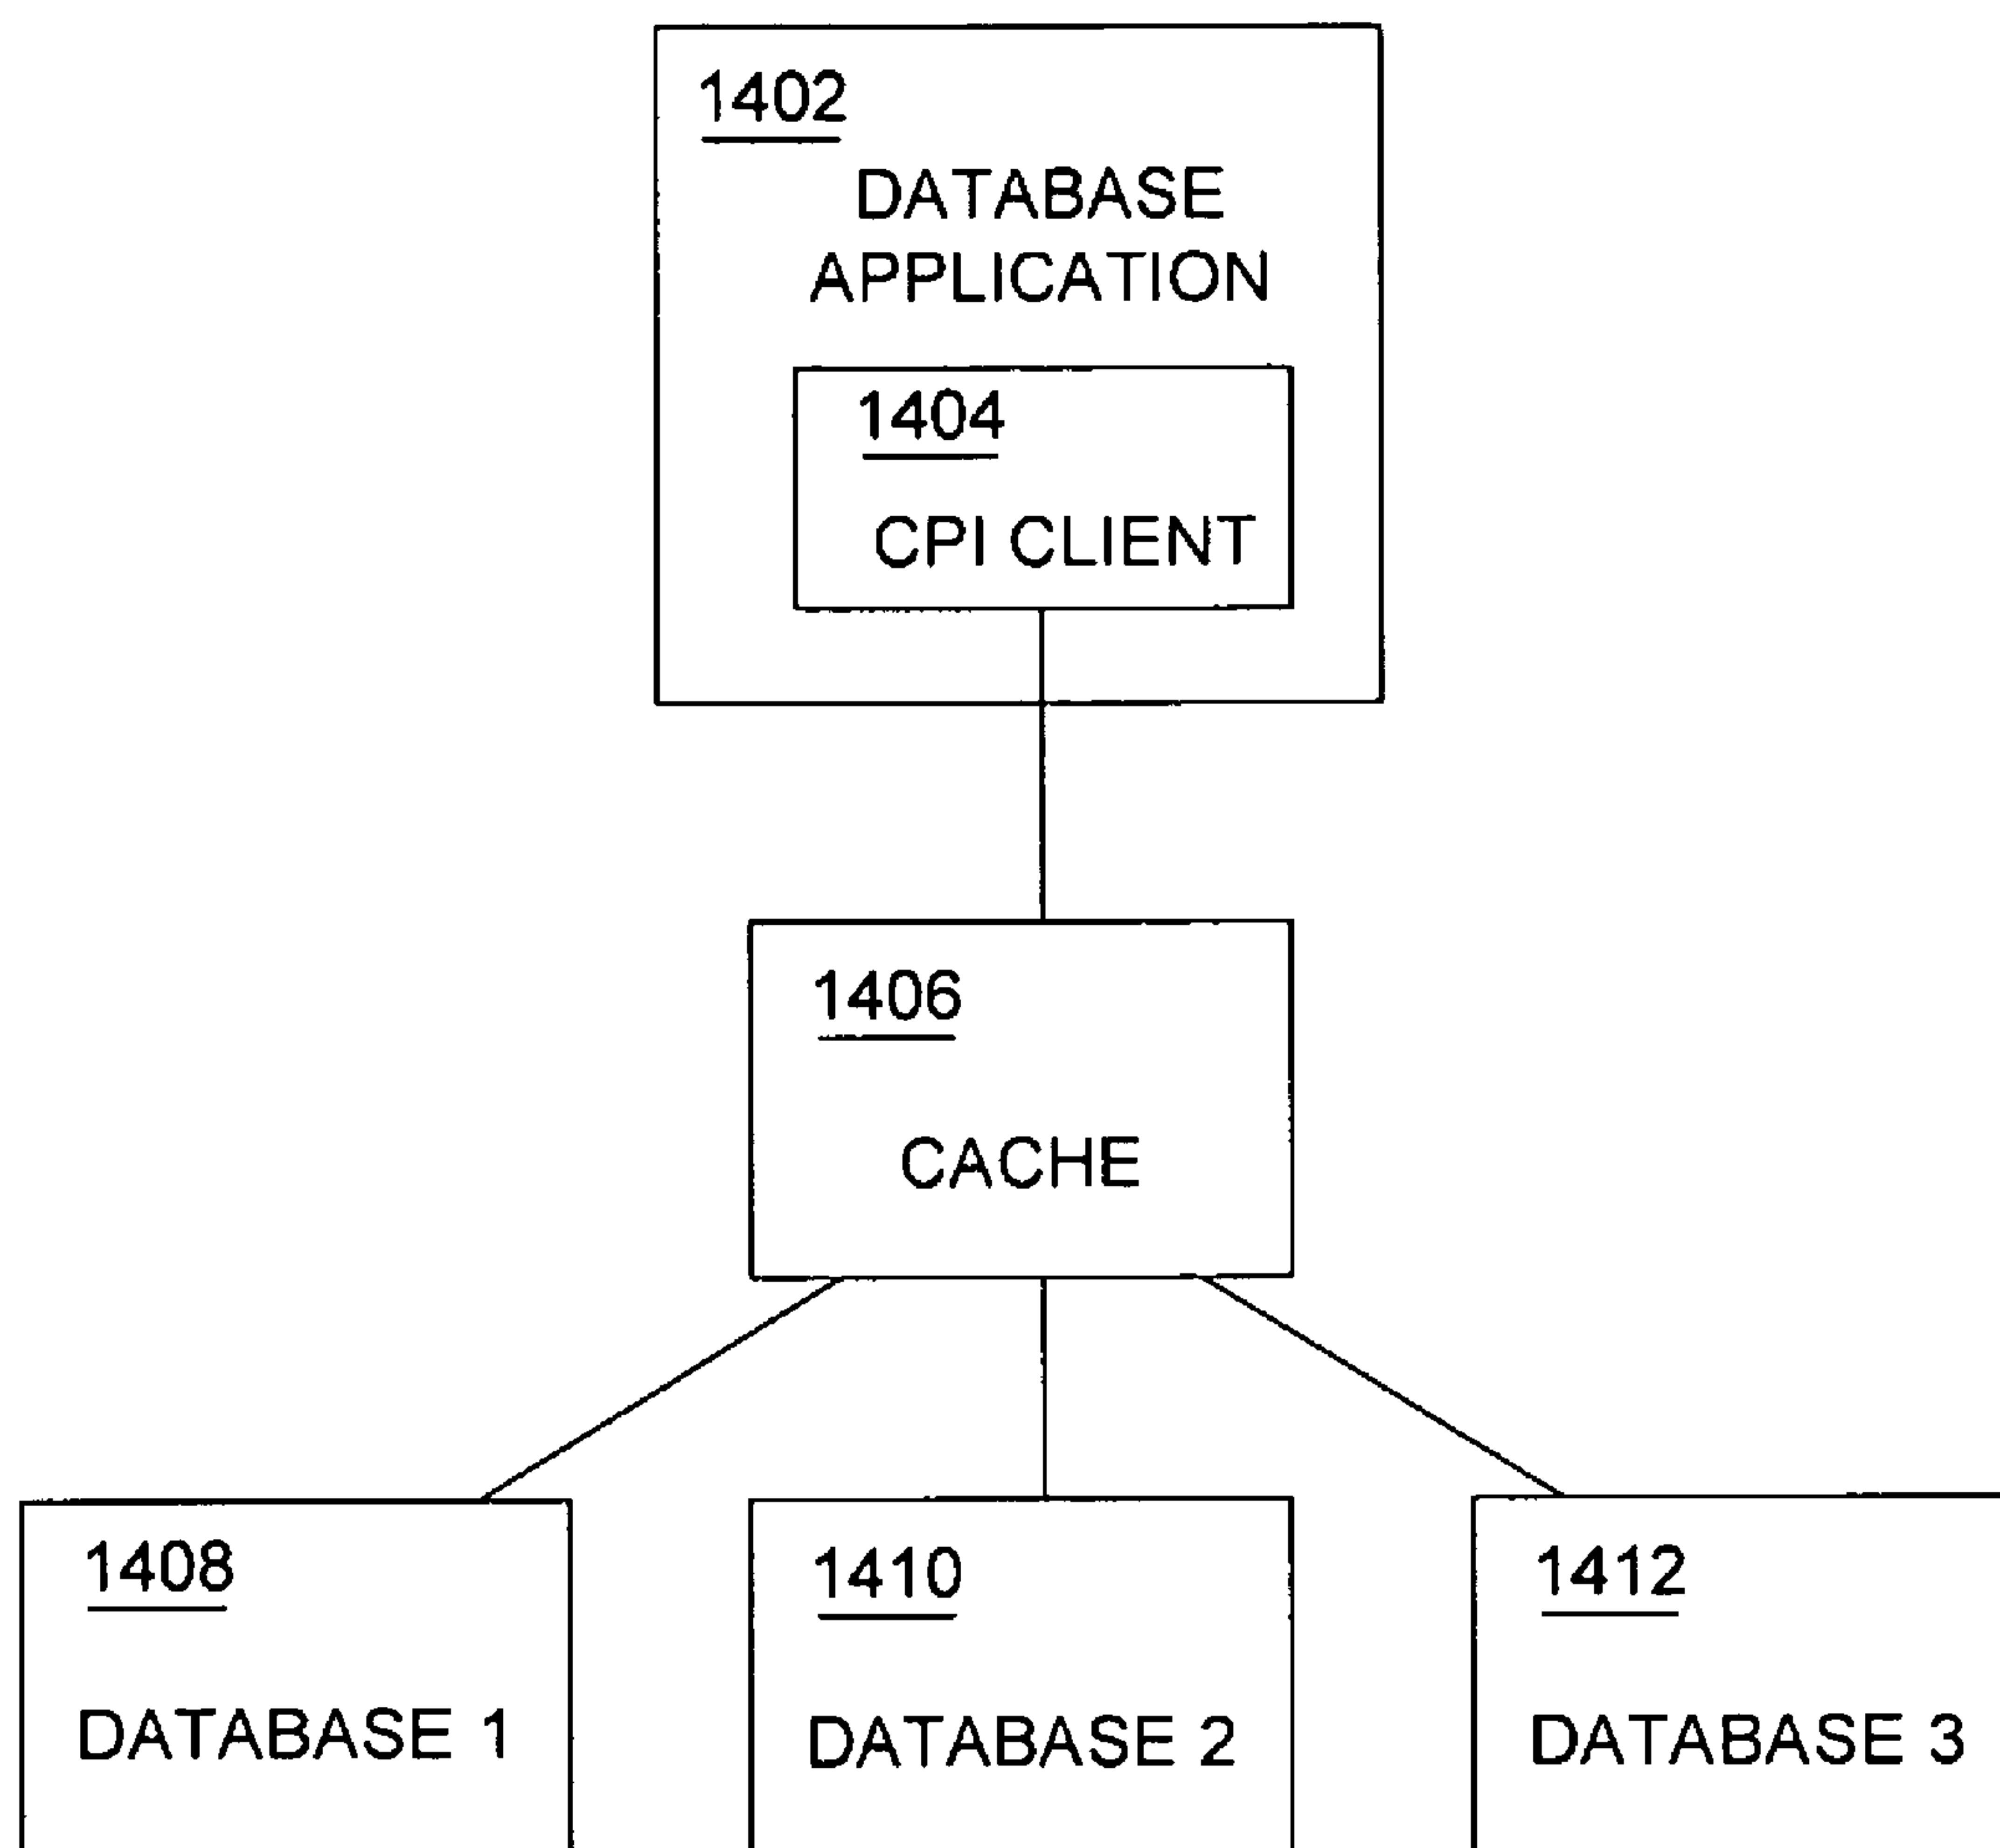 1402
DATABASE
APPLICATION
1404
CPI CLIENT
1406
CACHE
1408
DATABASE 1
1410
DATABASE 2
1412
DATABASE 3